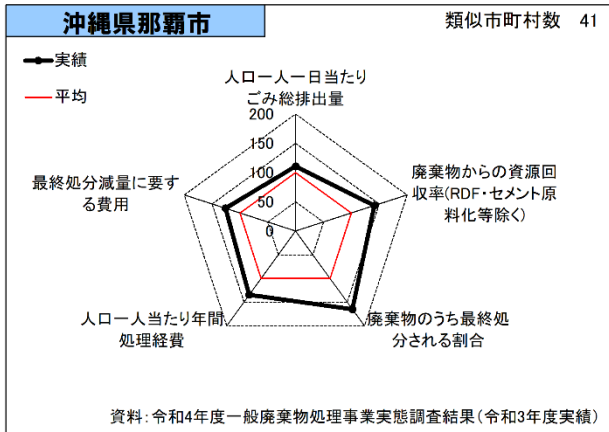 沖縄県那覇市
類似市町村数 41
実績
平均
人口一人一日当たり
ごみ総排出量
200
150
100
50
0
廃棄物からの資源回
収率(RDF・セメント原
料化等除く)
最終処分減量に要す
る費用
人口一人当たり年間
処理経費
廃棄物のうち最終処
分される割合
資料:令和4年度一般廃棄物処理事業実態調査結果(令和3年度実績)